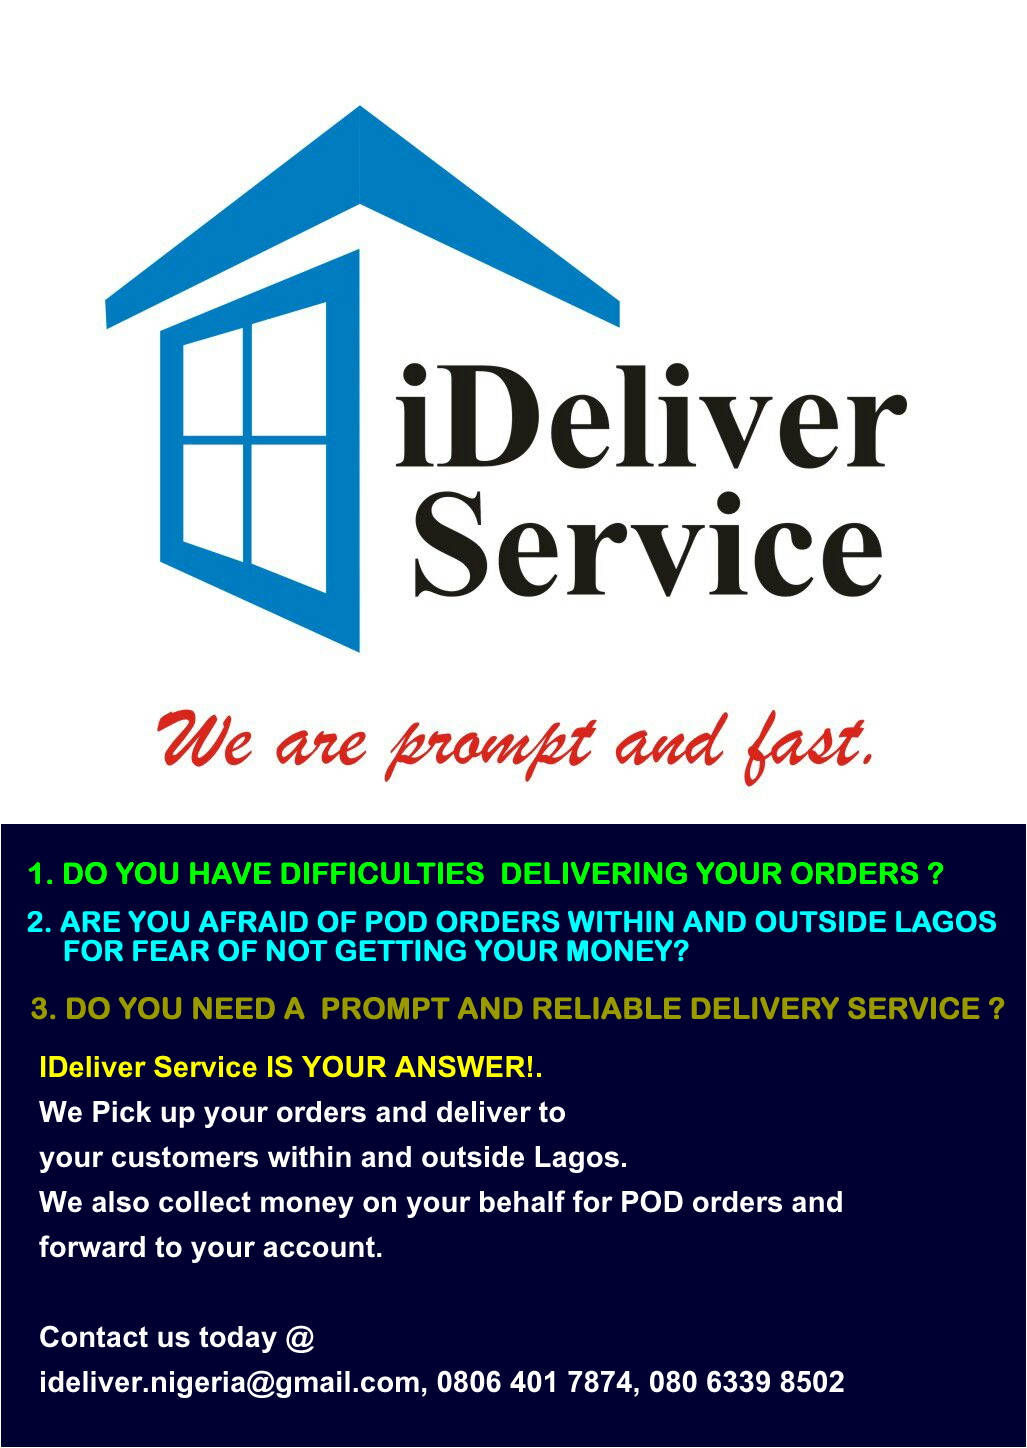 iDeliver
Service
We are prompt and fast.
1. DO YOU HAVE DIFFICULTIES DELIVERING YOUR ORDERS ?
2. ARE YOU AFRAID OF POD ORDERS WITHIN AND OUTSIDE LAGOS
FOR FEAR OF NOT GETTING YOUR MONEY?
3. DO YOU NEED A PROMPT AND RELIABLE DELIVERY SERVICE ?
IDeliver Service IS YOUR ANSWER!.
We Pick up your orders and deliver to
your customers within and outside Lagos.
We also collect money on your behalf for POD orders and
forward to your account.
Contact us today @
ideliver.nigeria@gmail.com, 0806 401 7874, 080 6339 8502